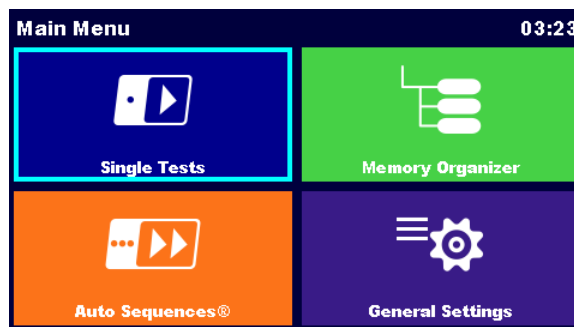 Main Menu 03:23
Single Tests
Memory Organizer
Auto Sequences®
General Settings